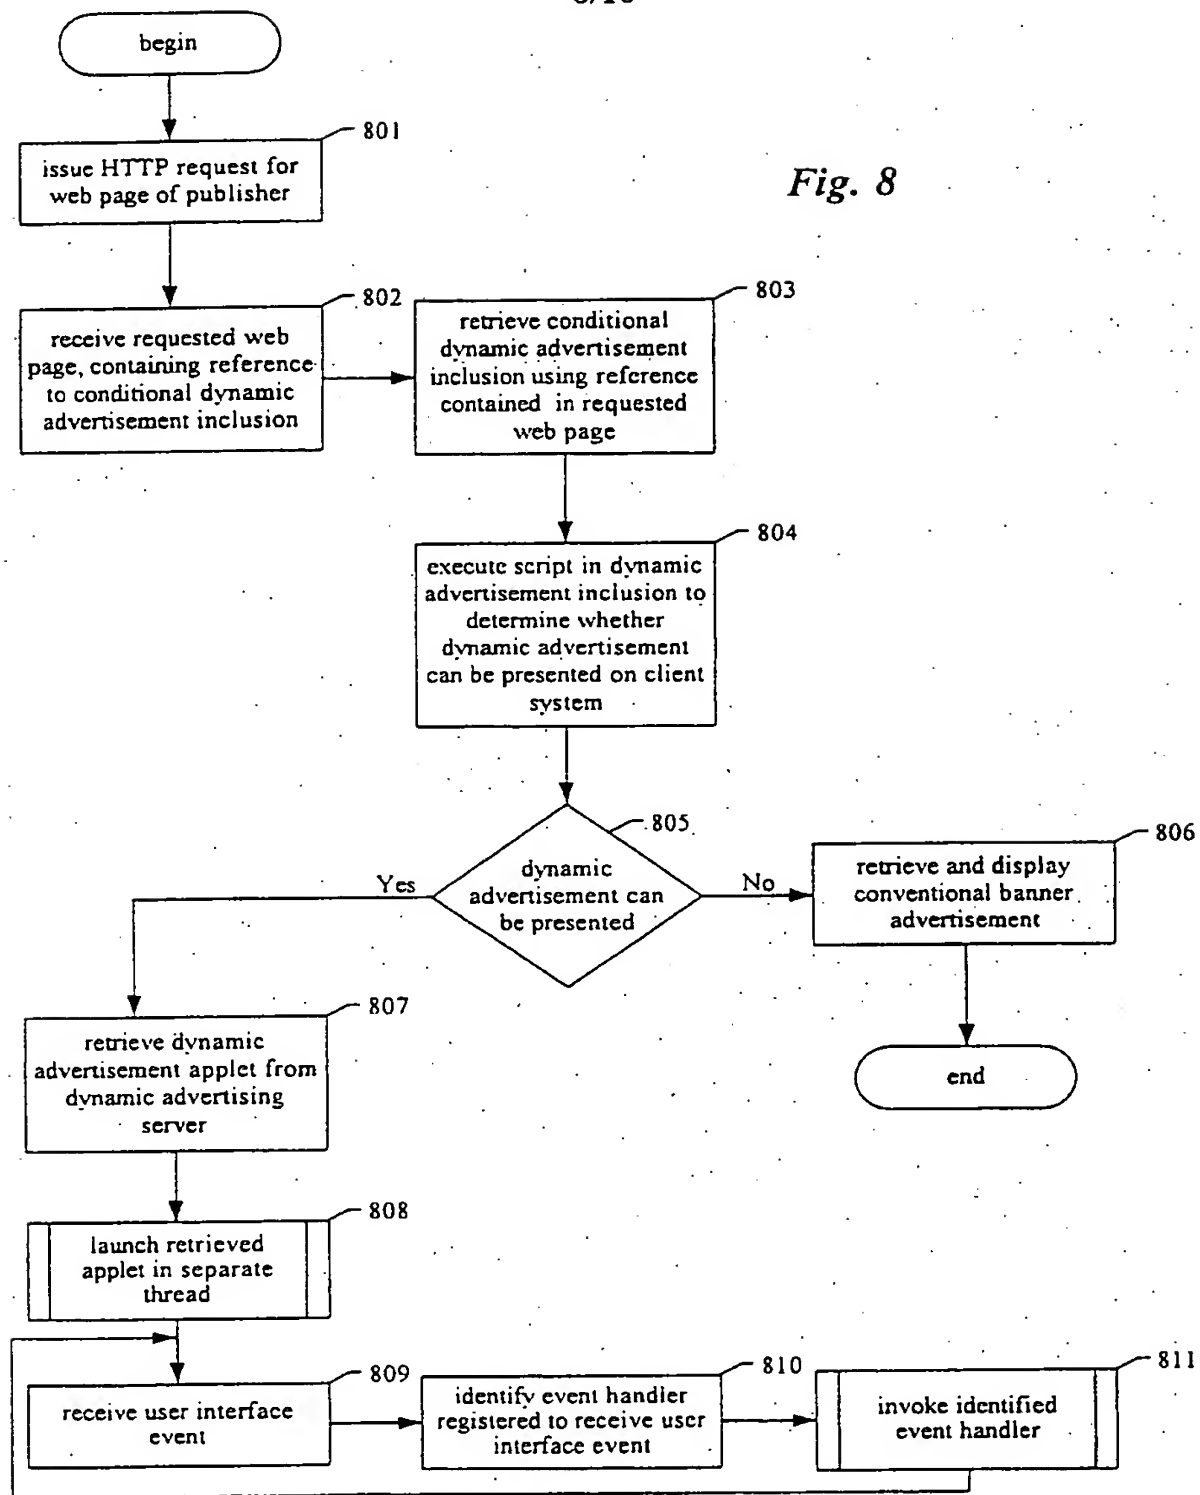 begin
801
issue HTTP request for
web page of publisher
Fig. 8
802
receive requested web
page, containing reference
to conditional dynamic
advertisement inclusion
803
retrieve conditional
dynamic advertisement
inclusion using reference
contained in requested
web page
804
execute script in dynamic
advertisement inclusion to
determine whether
dynamic advertisement
can be presented on client
system
805
dynamic
advertisement can
be presented
Yes
No
806
retrieve and display
conventional banner
advertisement
end
807
retrieve dynamic
advertisement applet from
dynamic advertising
server
808
launch retrieved
applet in separate
thread
809
receive user interface
event
810
identify event handler
registered to receive user
interface event
811
invoke identified
event handler